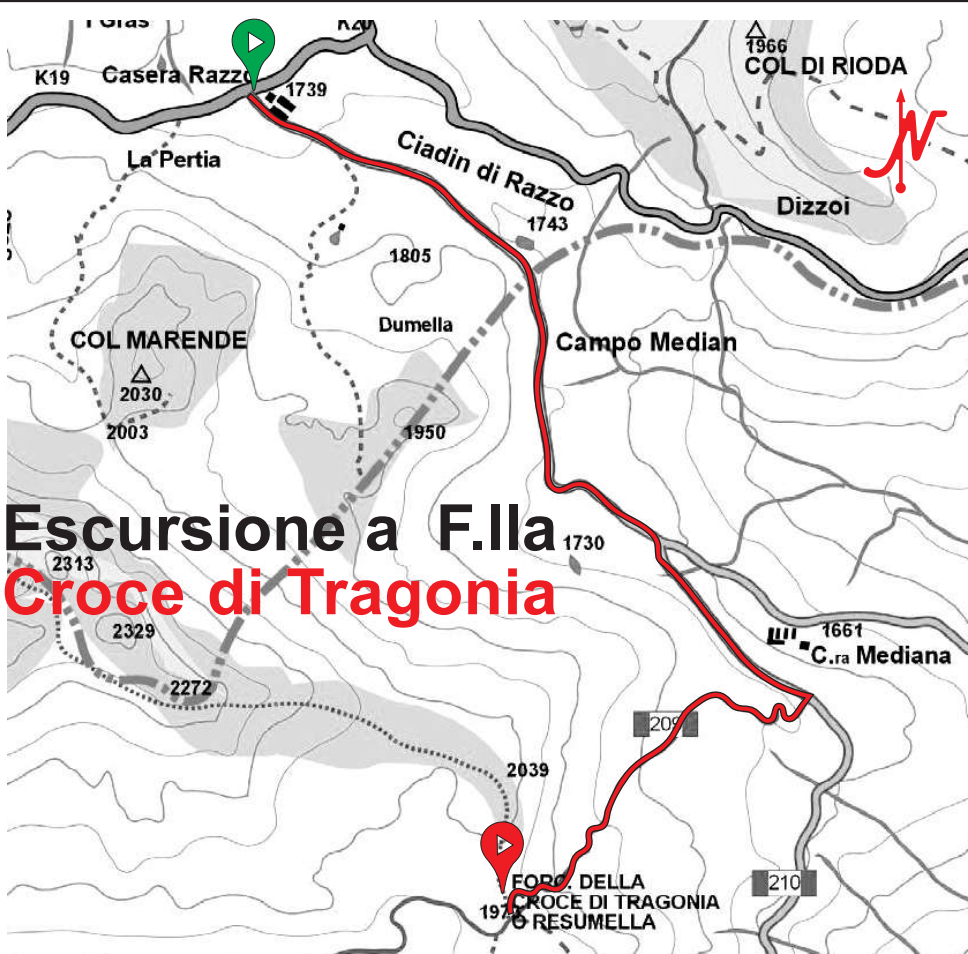 K19
Casera Razzo
1739
1966
COL DI RIODA
La Pertia
Ciadin di Razzo
Dizzoi
1743
1805
Dumella
COL MARENDE
2030
2003
Campo Median
1950
Escursione a F.lla
Croce di Tragonia
1730
2313
2329
1661
C.ra Mediana
2272
209
2039
210
FORC. DELLA
CROCE DI TRAGONIA
O RESUMELLA
N